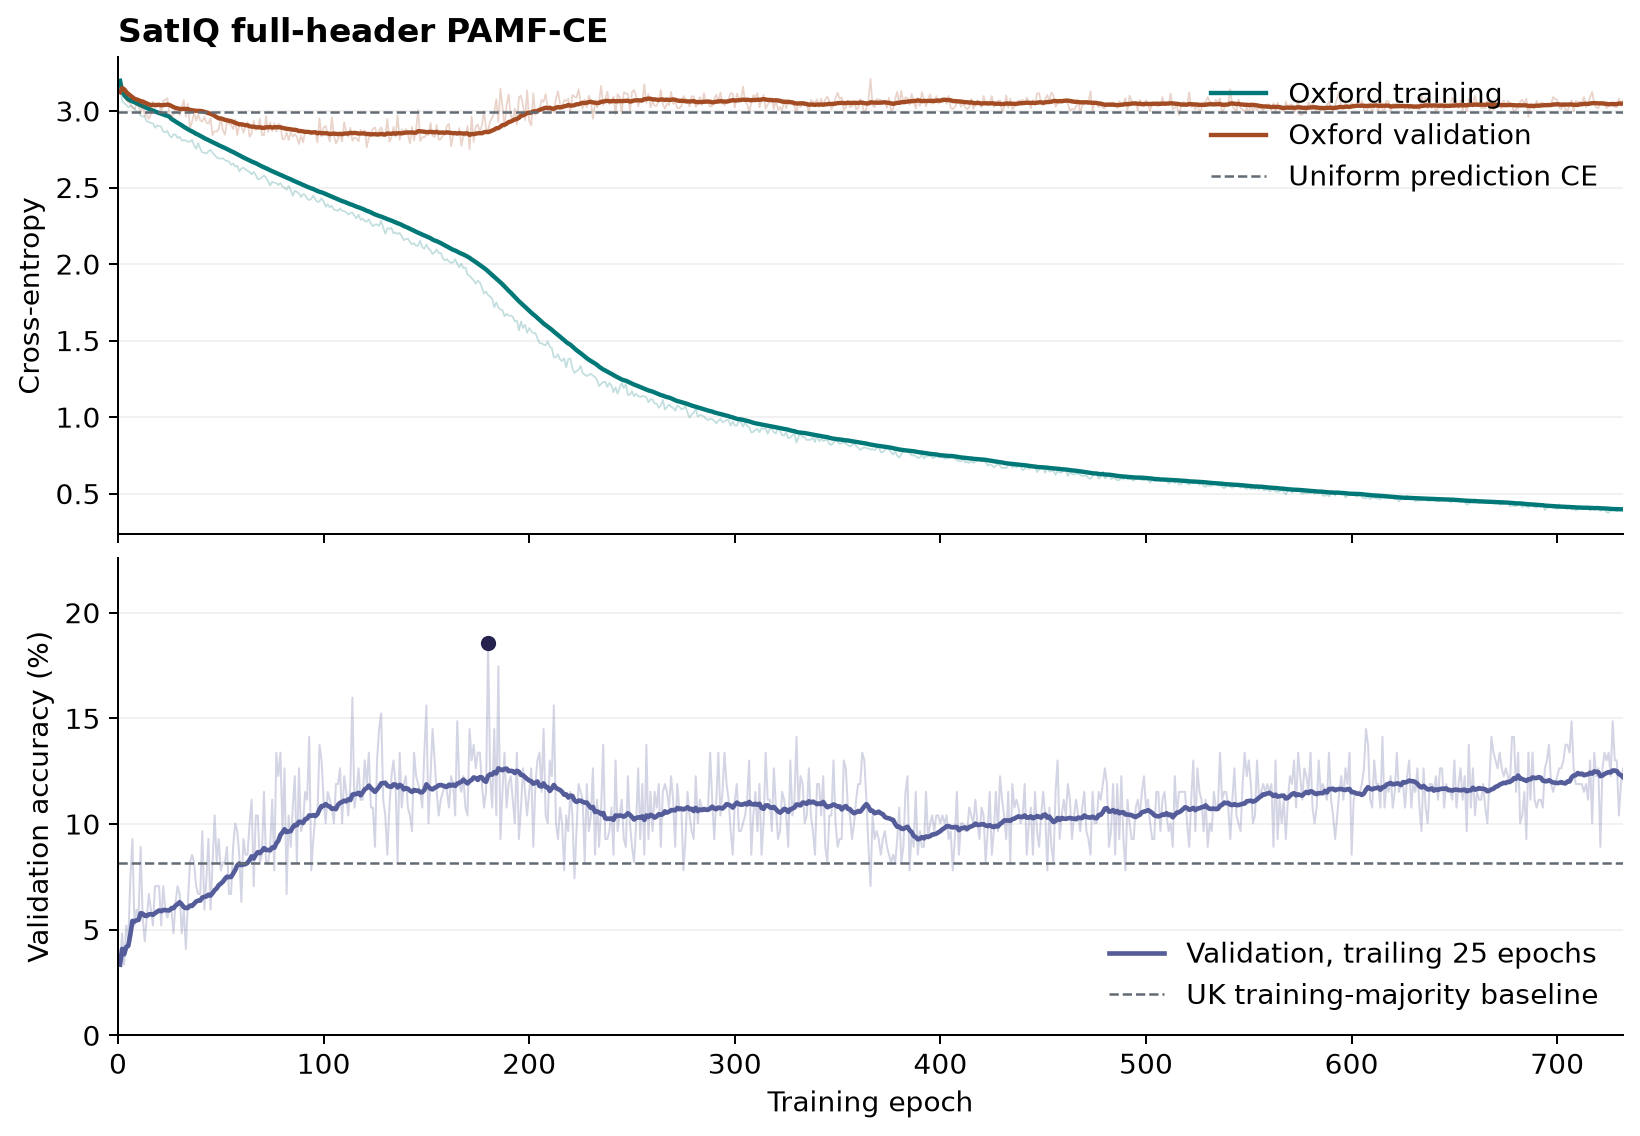 SatIQ full-header PAMF-CE
Cross-entropy
3.0
2.5
2.0
1.5
1.0
0.5
Oxford training
Oxford validation
Uniform prediction CE
Validation accuracy (%)
20
15
10
5
0
Validation, trailing 25 epochs
UK training-majority baseline
0 100 200 300 400 500 600 700
Training epoch